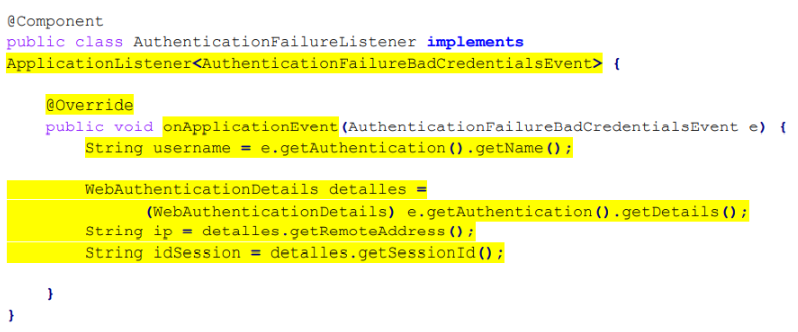 @Component
public class AuthenticationFailureListener implements
ApplicationListener<AuthenticationFailureBadCredentialsEvent> {
@Override
public void onApplicationEvent(AuthenticationFailureBadCredentialsEvent e) {
String username = e.getAuthentication().getName();
WebAuthenticationDetails detalles =
(WebAuthenticationDetails) e.getAuthentication().getDetails();
String ip = detalles.getRemoteAddress();
String idSession = detalles.getSessionId();
}
}